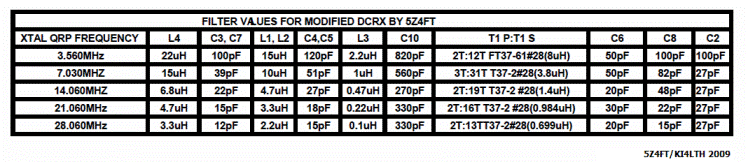 FILTER VALUES FOR MODIFIED DCRX BY 5Z4FT
XTAL QRP FREQUENCY L4 C3, C7 L1, L2 C4,C5 L3 C10 T1 P:T1 S C6 C8 C2
3.560MHz 22uH 100pF 15uH 120pF 2.2uH 820pF 2T:12T FT37-61#28(8uH) 50pF 100pF 100pF
7.030MHZ 15uH 39pF 10uH 51pF 1uH 560pF 3T:31T T37-2#28(3.8uH) 50pF 82pF 27pF
14.060MHZ 6.8uH 22pF 4.7uH 27pF 0.47uH 270pF 2T:19T T37-2 #28(1.4uH) 20pF 48pF 27pF
21.060MHZ 4.7uH 15pF 3.3uH 18pF 0.22uH 330pF 2T:16T T37-2 #28(0.984uH) 30pF 22pF 27pF
28.060MHZ 3.3uH 12pF 2.2uH 15pF 0.1uH 330pF 2T:13TT37-2#28(0.699uH) 20pF 15pF 27pF
5Z4FT/KI4LTH 2009